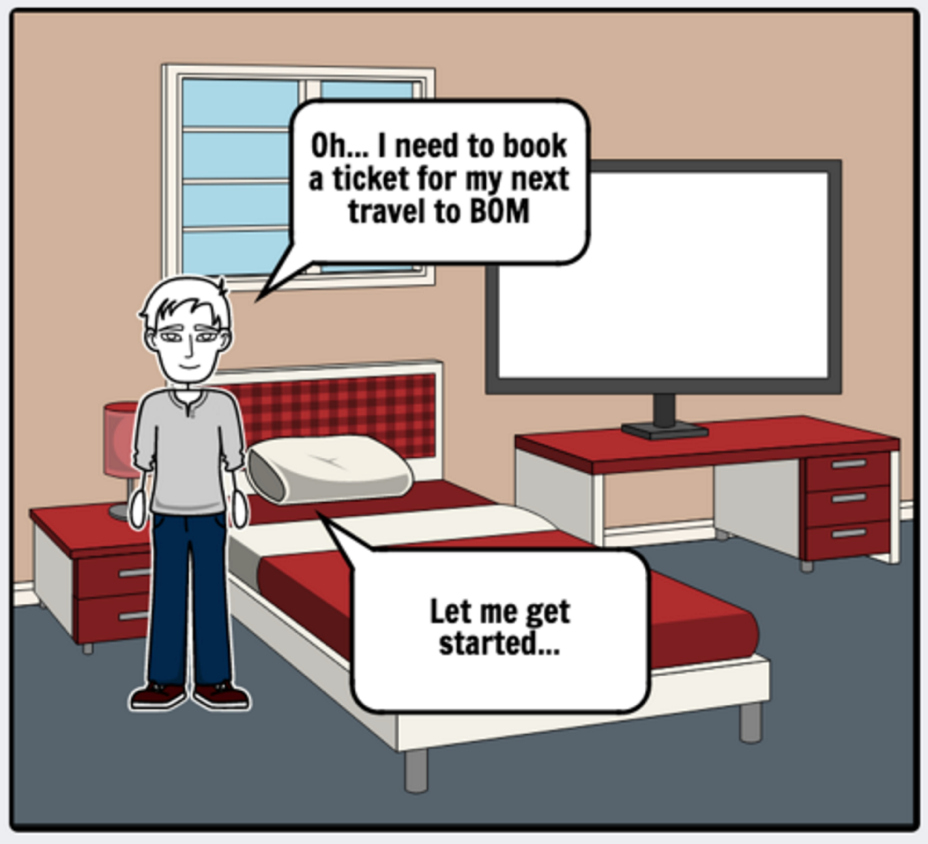 Oh... I need to book
a ticket for my next
travel to BOM
Let me get
started...